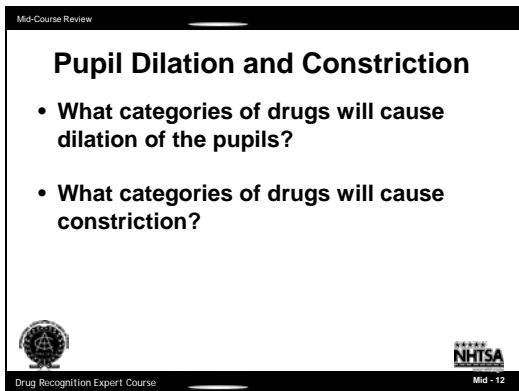 Mid-Course Review
Pupil Dilation and Constriction
• What categories of drugs will cause
dilation of the pupils?
• What categories of drugs will cause
constriction?
NHTSA
Drug Recognition Expert Course
Mid - 12